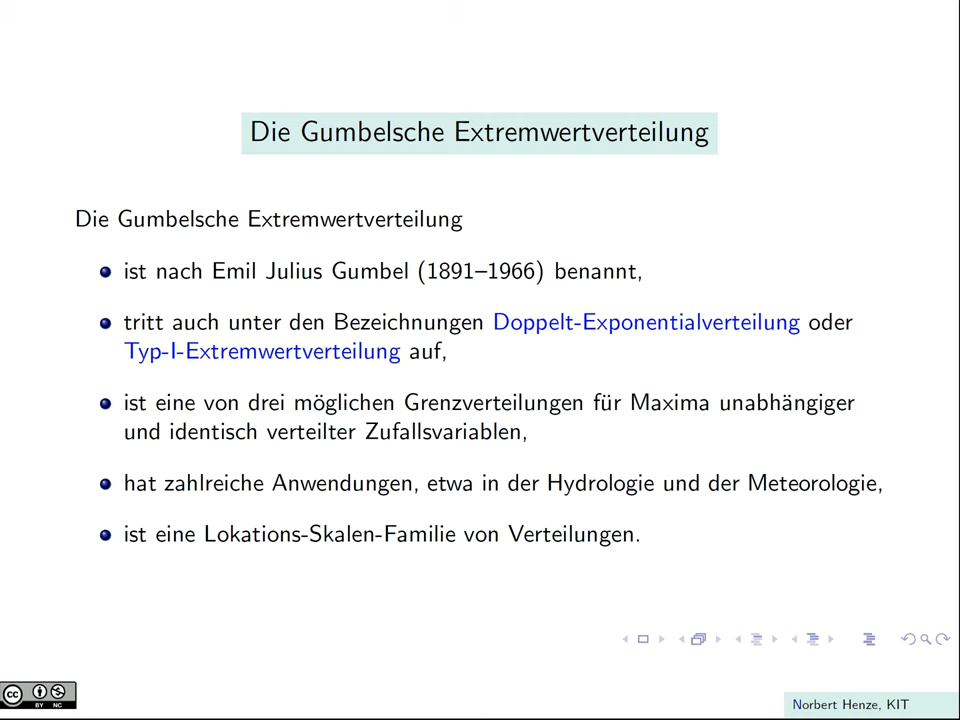 Die Gumbelsche Extremwertverteilung
Die Gumbelsche Extremwertverteilung
ist nach Emil Julius Gumbel (1891–1966) benannt,
tritt auch unter den Bezeichnungen Doppelt-Exponentialverteilung oder
Typ-I-Extremwertverteilung auf,
ist eine von drei möglichen Grenzverteilungen für Maxima unabhängiger
und identisch verteilter Zufallsvariablen,
hat zahlreiche Anwendungen, etwa in der Hydrologie und der Meteorologie,
ist eine Lokations-Skalen-Familie von Verteilungen.
cc BY NC
Norbert Henze, KIT